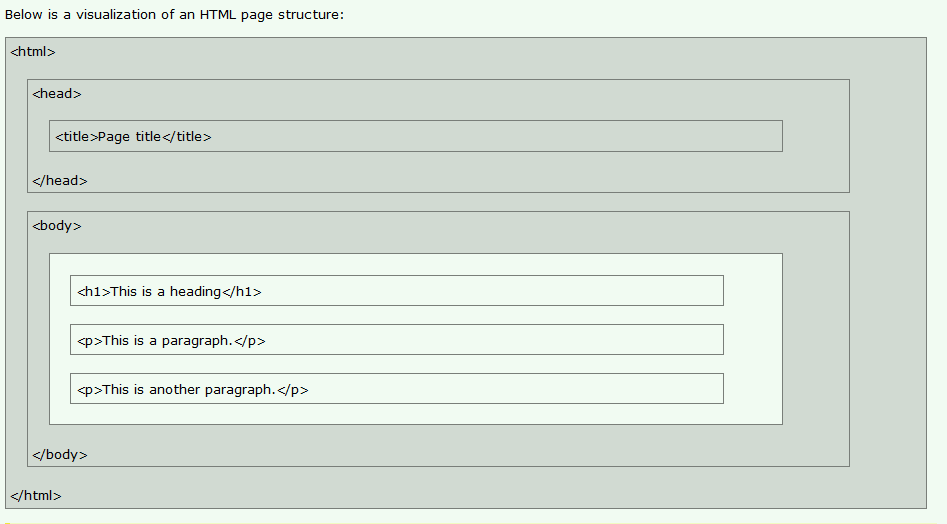 Below is a visualization of an HTML page structure:
<html>
<head>
<title>Page title</title>
</head>
<body>
<h1>This is a heading</h1>
<p>This is a paragraph.</p>
<p>This is another paragraph.</p>
</body>
</html>